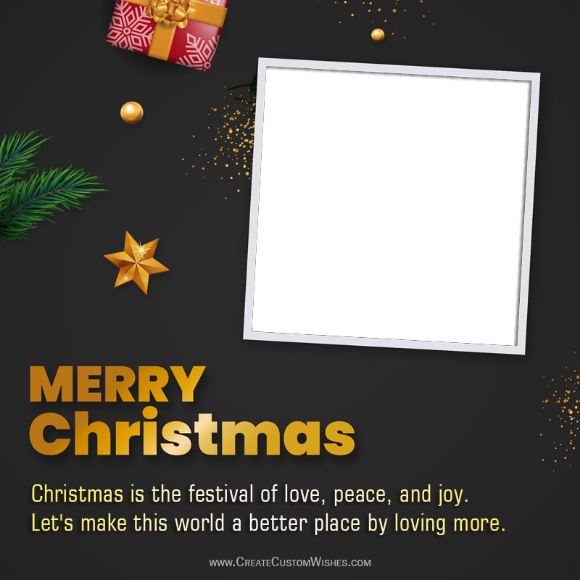 MERRY
Christmas
Christmas is the festival of love, peace, and joy.
Let's make this world a better place by loving more.
www.CreateCustomWishes.com